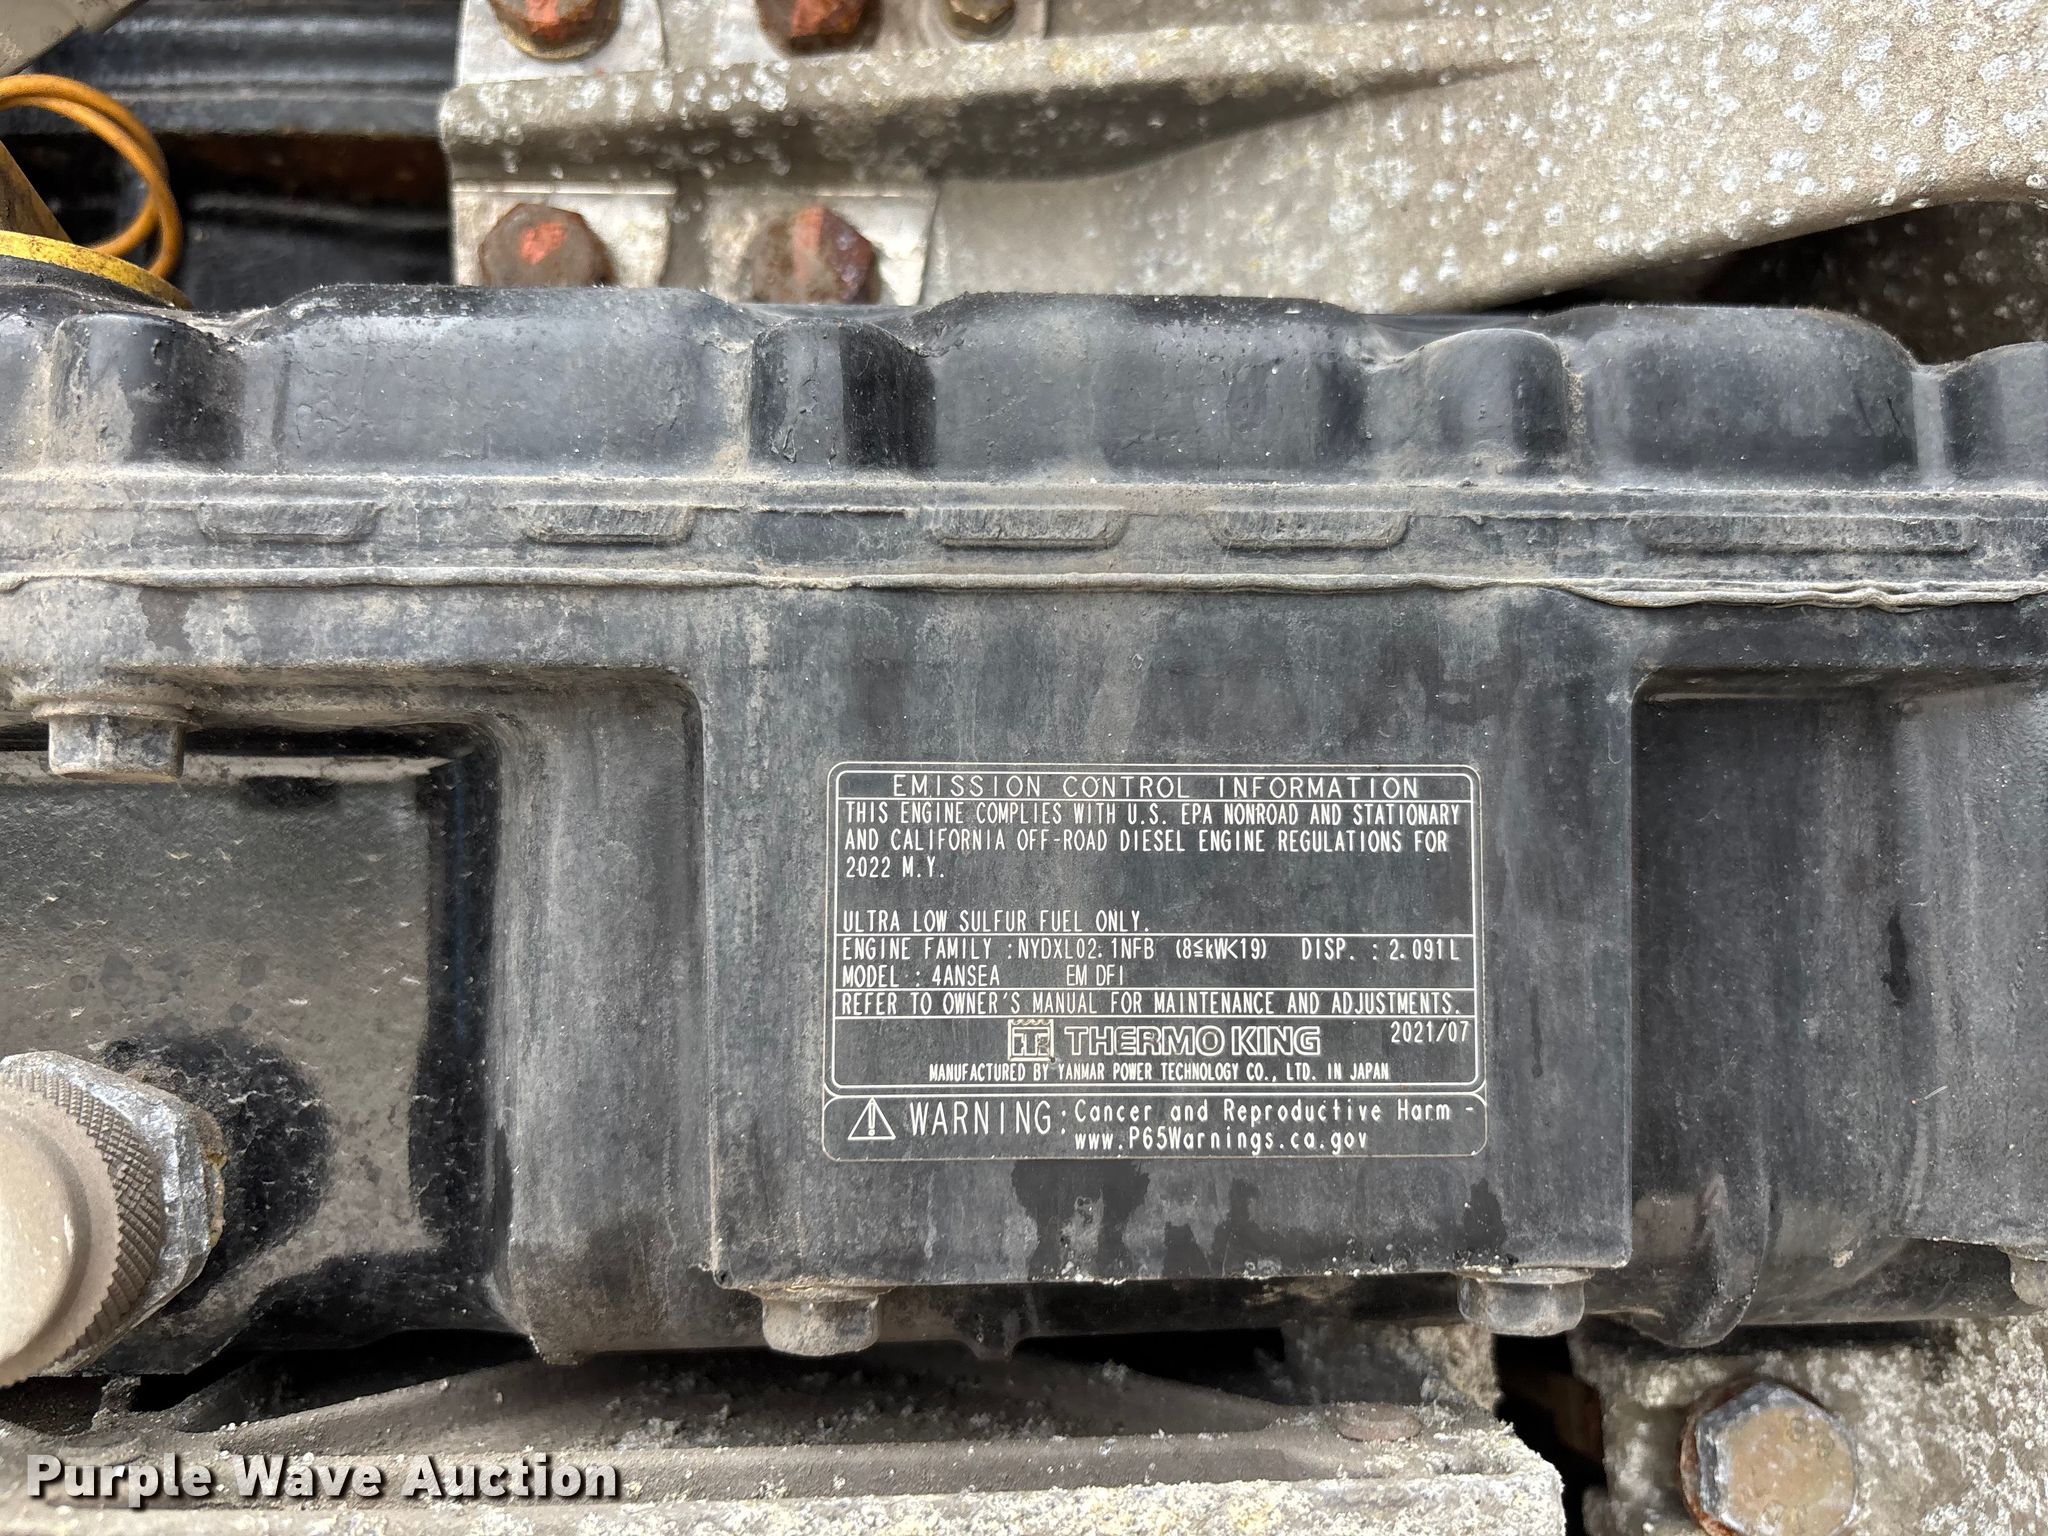 EMISSION CONTROL INFORMATION
THIS ENGINE COMPLIES WITH U.S. EPA NONROAD AND STATIONARY
AND CALIFORNIA OFF-ROAD DIESEL ENGINE REGULATIONS FOR
2022 M.Y.
ULTRA LOW SULFUR FUEL ONLY.
ENGINE FAMILY :NYDXL02.1NFB (8≦kW<19) DISP. : 2.091L
MODEL : 4ANSEA EM DFI
REFER TO OWNER'S MANUAL FOR MAINTENANCE AND ADJUSTMENTS.
THERMO KING 2021/07
MANUFACTURED BY YANMAR POWER TECHNOLOGY CO., LTD. IN JAPAN
WARNING: Cancer and Reproductive Harm -
www.P65Warnings.ca.gov
Purple Wave Auction